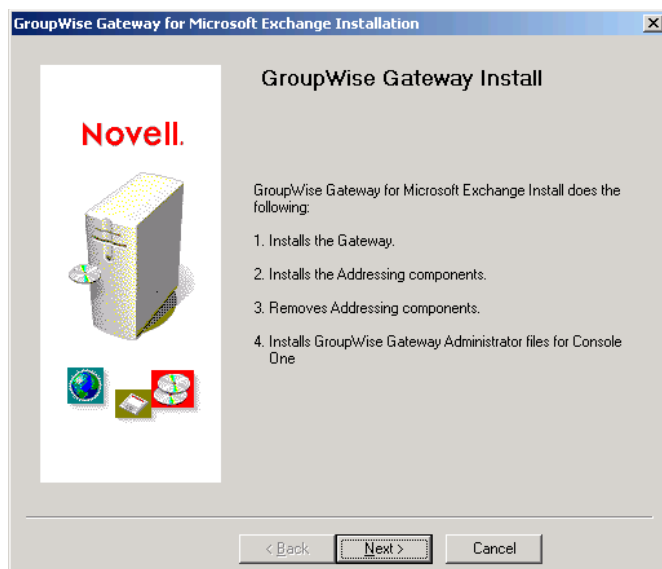 GroupWise Gateway for Microsoft Exchange Installation
GroupWise Gateway Install
Novell.
GroupWise Gateway for Microsoft Exchange Install does the
following:
1. Installs the Gateway.
2. Installs the Addressing components.
3. Removes Addressing components.
4. Installs GroupWise Gateway Administrator files for Console
One
< Back
Next >
Cancel